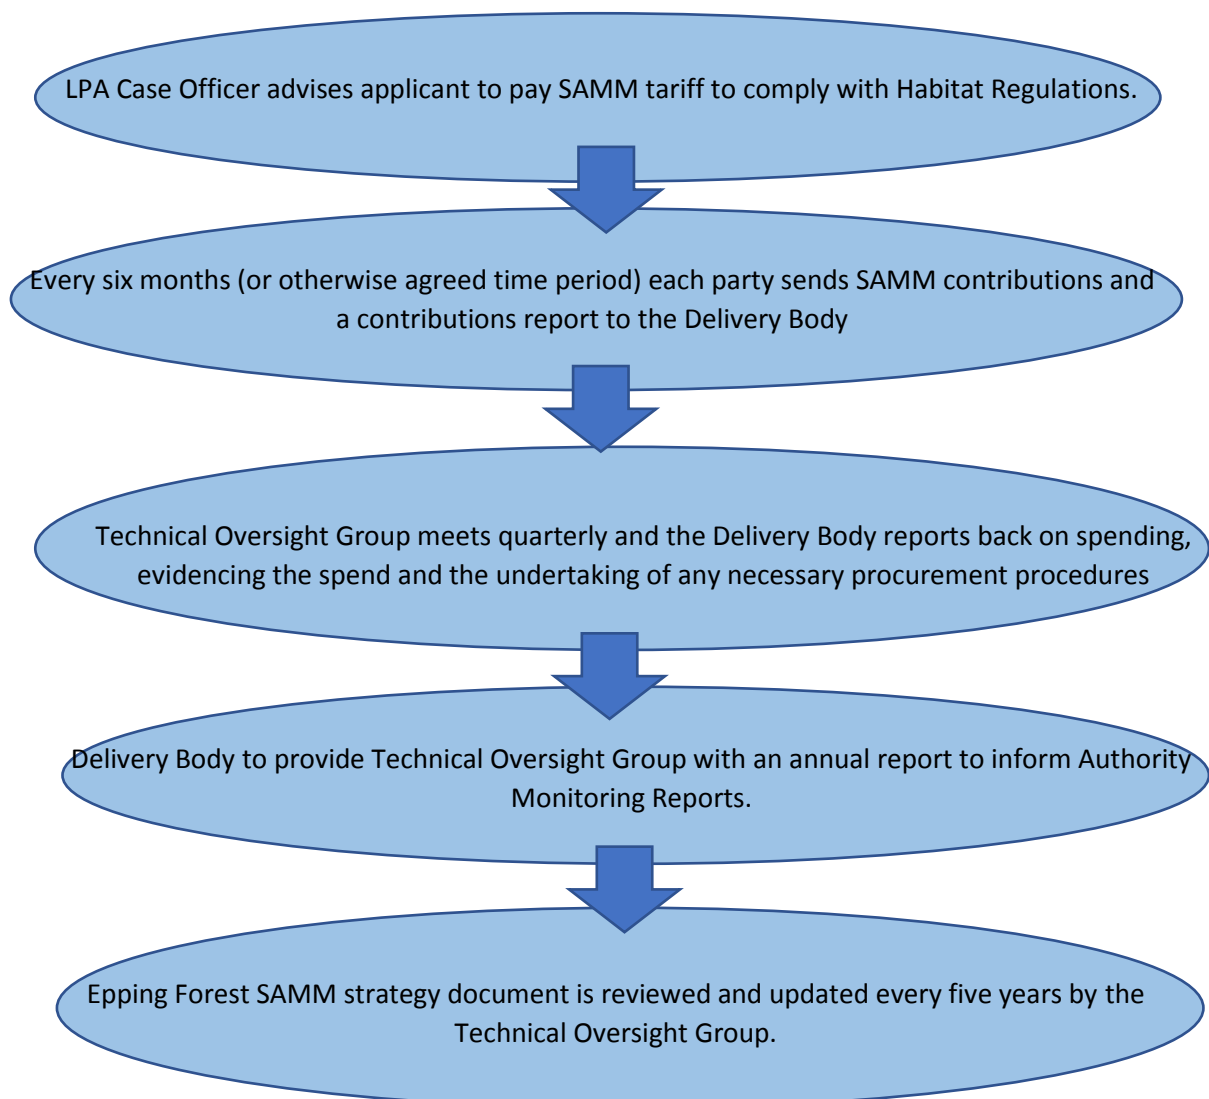 LPA Case Officer advises applicant to pay SAMM tariff to comply with Habitat Regulations.
Every six months (or otherwise agreed time period) each party sends SAMM contributions and
a contributions report to the Delivery Body
Technical Oversight Group meets quarterly and the Delivery Body reports back on spending,
evidencing the spend and the undertaking of any necessary procurement procedures
Delivery Body to provide Technical Oversight Group with an annual report to inform Authority
Monitoring Reports.
Epping Forest SAMM strategy document is reviewed and updated every five years by the
Technical Oversight Group.